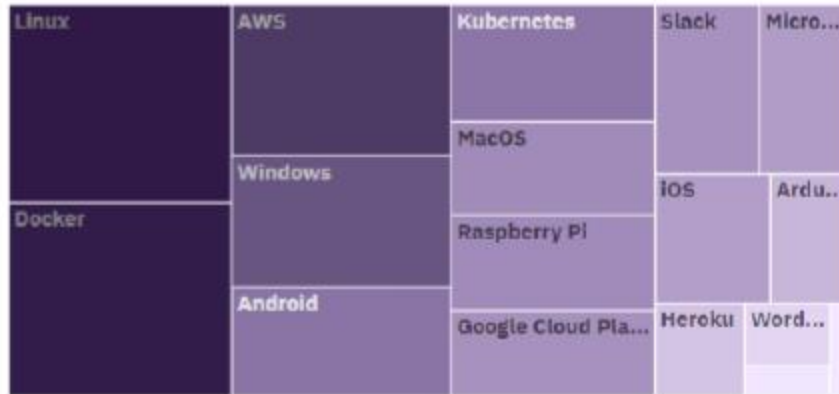 Linux
AWS
Kubernetes
Slack
Micro...
MacOS
Windows
iOS
Ardu...
Docker
Raspberry Pi
Android
Heroku
Word...
Google Cloud Pla...